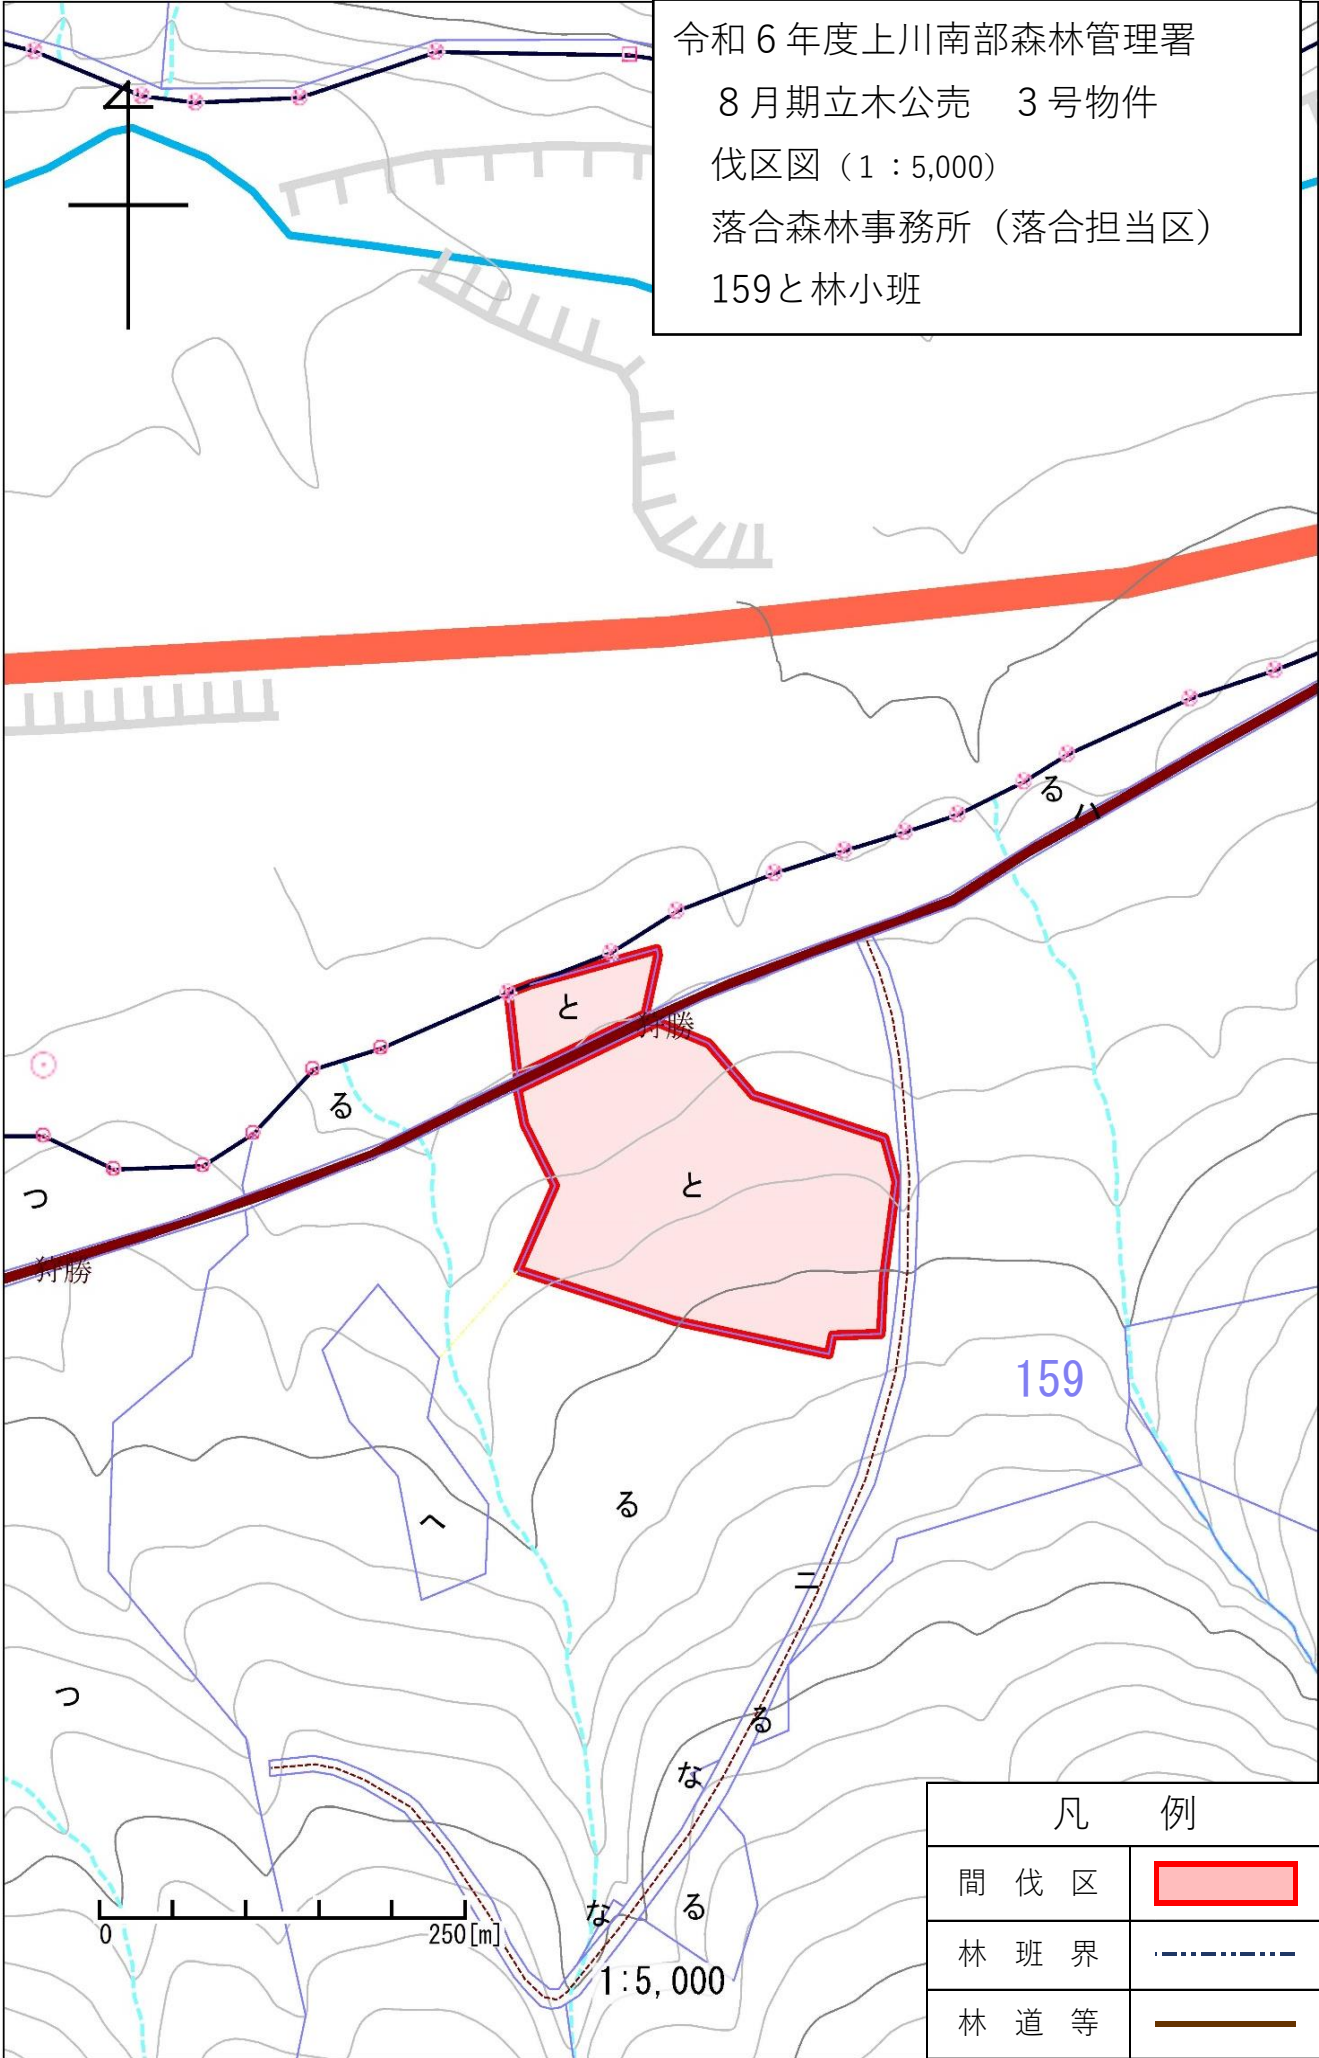 令和６年度上川南部森林管理署
８月期立木公売　３号物件
伐区図（１：5,000）
落合森林事務所（落合担当区）
159と林小班
る
ハ
と
狩勝
る
と
つ
狩勝
159
る
へ
ニ
つ
る
な
る
な
0
250[m]
1:5,000
凡　例
間　伐　区
林　班　界
林　道　等